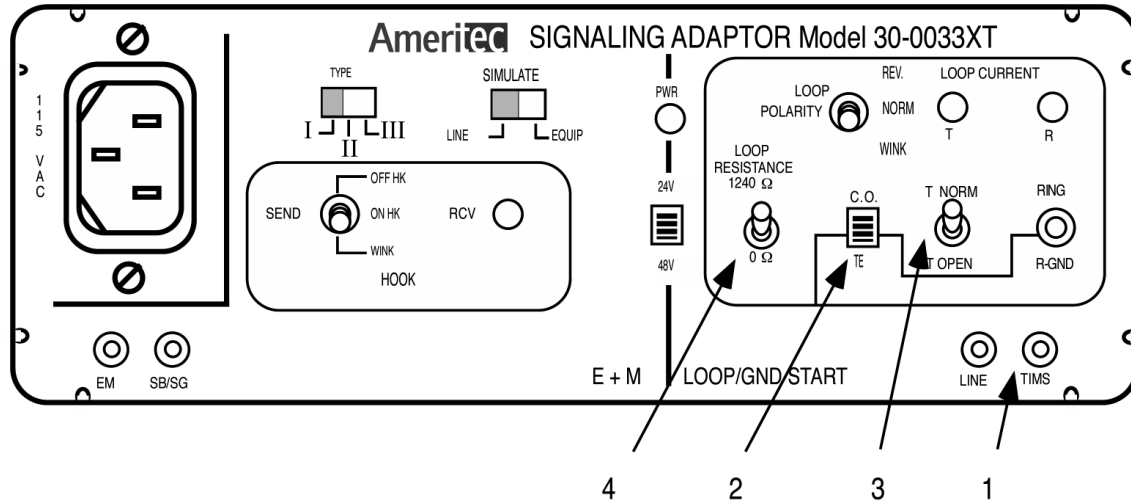 Ameritec SIGNALING ADAPTOR Model 30-0033XT
115 VAC
TYPE
I
II
III
SIMULATE
LINE
EQUIP
SEND
OFF HK
ON HK
WINK
RCV
HOOK
PWR
24V
48V
LOOP
POLARITY
REV.
NORM
WINK
LOOP CURRENT
T
R
LOOP
RESISTANCE
1240 Ω
0 Ω
C.O.
TE
T NORM
T OPEN
RING
R-GND
EM
SB/SG
E + M
LOOP/GND START
LINE
TIMS
4
2
3
1